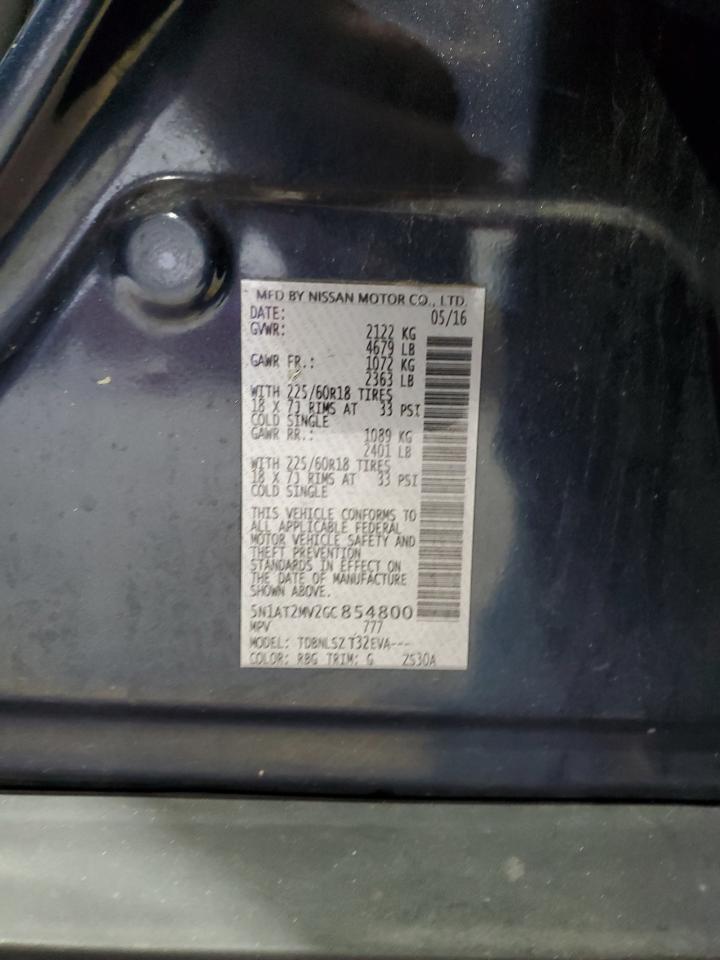 MFD BY NISSAN MOTOR CO., LTD.
DATE: 05/16
GVWR: 2122 KG
4679 LB
GAWR FR.: 1072 KG
2363 LB
WITH 225/60R18 TIRES
18 X 7J RIMS AT 33 PSI
COLD SINGLE
GAWR RR.: 1089 KG
2401 LB
WITH 225/60R18 TIRES
18 X 7J RIMS AT 33 PSI
COLD SINGLE
THIS VEHICLE CONFORMS TO
ALL APPLICABLE FEDERAL
MOTOR VEHICLE SAFETY AND
THEFT PREVENTION
STANDARDS IN EFFECT ON
THE DATE OF MANUFACTURE
SHOWN ABOVE.
5N1AT2MV2GC854800
MPV 777
MODEL: TDBNLSZ T32EVA---
COLOR: RBG TRIM: G ZS30A